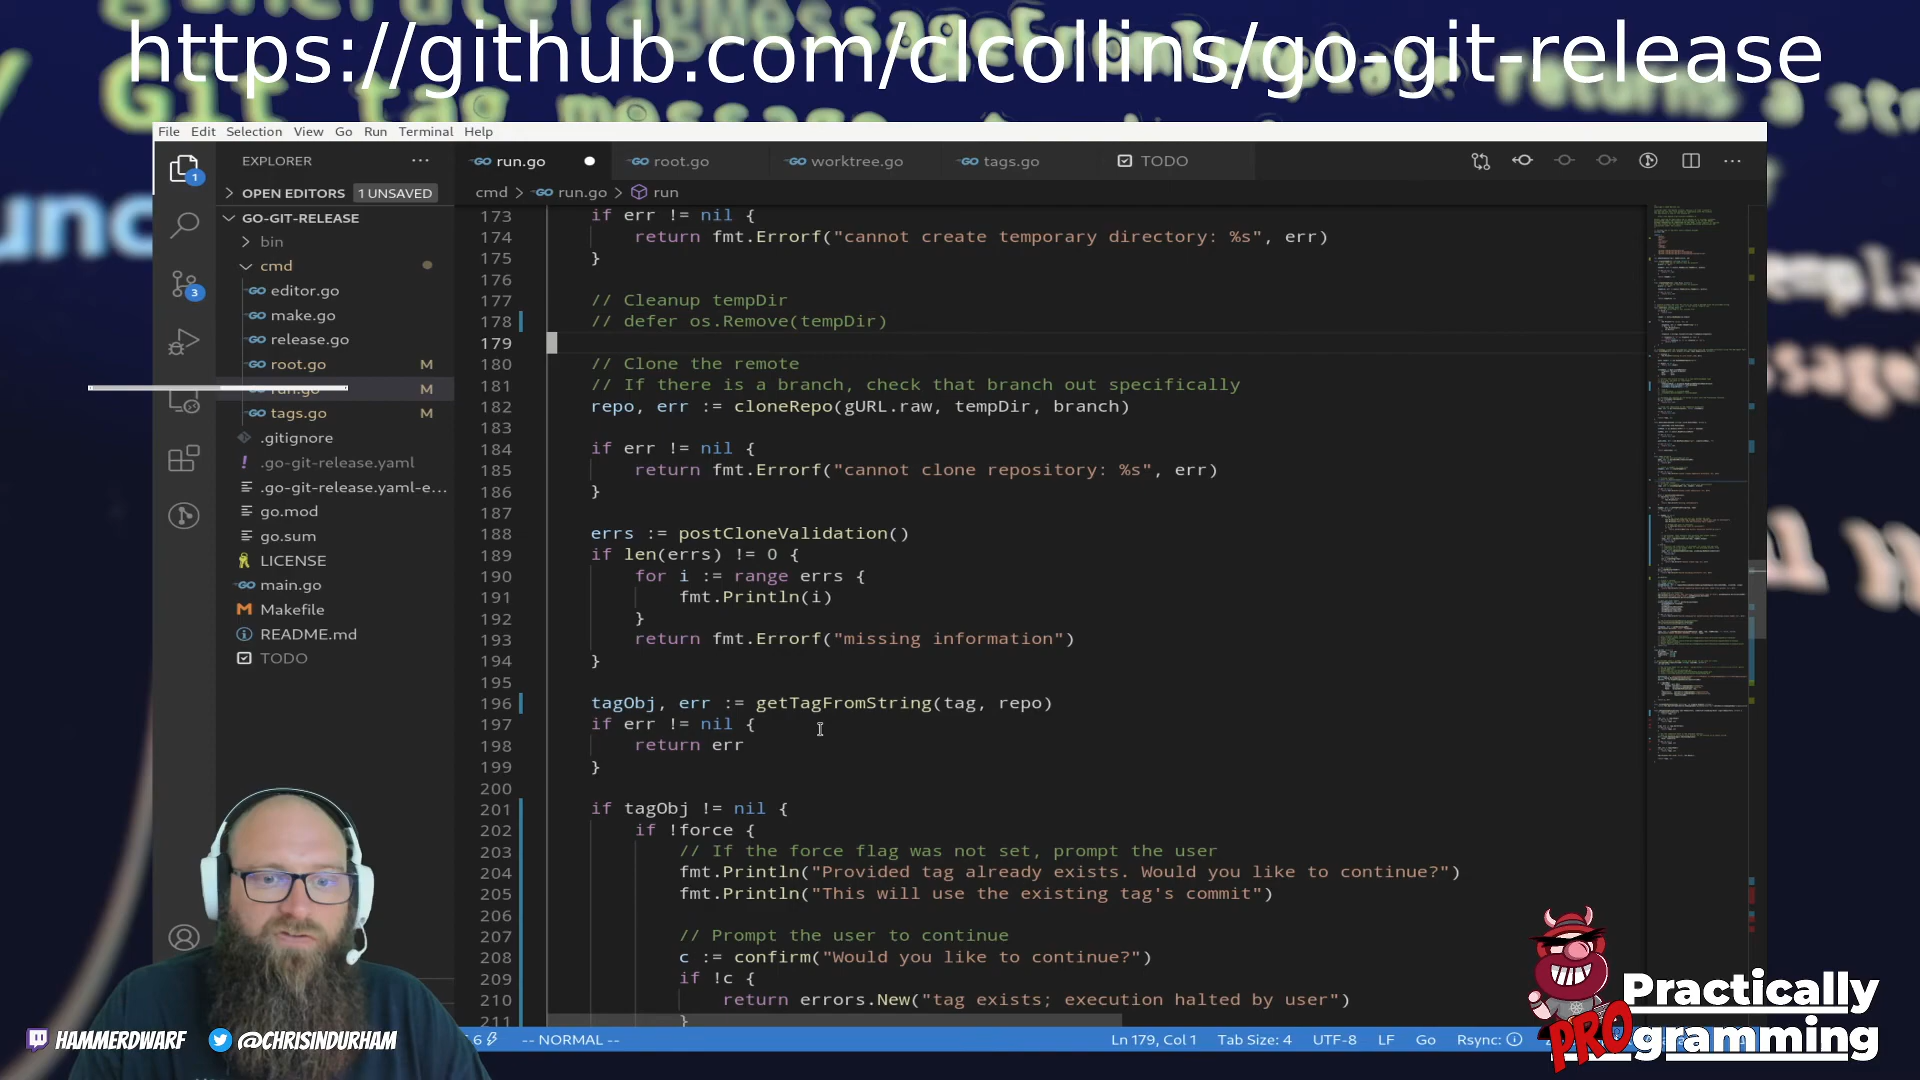 https://github.com/clcollins/go-git-release
File Edit Selection View Go Run Terminal Help
EXPLORER
run.go
root.go
worktree.go
tags.go
TODO
OPEN EDITORS 1 UNSAVED
cmd > run.go > run
GO-GIT-RELEASE
bin
cmd
editor.go
make.go
release.go
root.go M
run.go M
tags.go M
.gitignore
.go-git-release.yaml
.go-git-release.yaml-e...
go.mod
go.sum
LICENSE
main.go
Makefile
README.md
TODO
1
3
173 if err != nil {
174 return fmt.Errorf("cannot create temporary directory: %s", err)
175 }
176
177 // Cleanup tempDir
178 // defer os.Remove(tempDir)
179
180 // Clone the remote
181 // If there is a branch, check that branch out specifically
182 repo, err := cloneRepo(gURL.raw, tempDir, branch)
183
184 if err != nil {
185 return fmt.Errorf("cannot clone repository: %s", err)
186 }
187
188 errs := postCloneValidation()
189 if len(errs) != 0 {
190 for i := range errs {
191 fmt.Println(i)
192 }
193 return fmt.Errorf("missing information")
194 }
195
196 tagObj, err := getTagFromString(tag, repo)
197 if err != nil {
198 return err
199 }
200
201 if tagObj != nil {
202 if !force {
203 // If the force flag was not set, prompt the user
204 fmt.Println("Provided tag already exists. Would you like to continue?")
205 fmt.Println("This will use the existing tag's commit")
206
207 // Prompt the user to continue
208 c := confirm("Would you like to continue?")
209 if !c {
210 return errors.New("tag exists; execution halted by user")
211 }
-- NORMAL --
Ln 179, Col 1 Tab Size: 4 UTF-8 LF Go Rsync:
HAMMERDWARF @CHRISINDURHAM
Practically
PROgramming